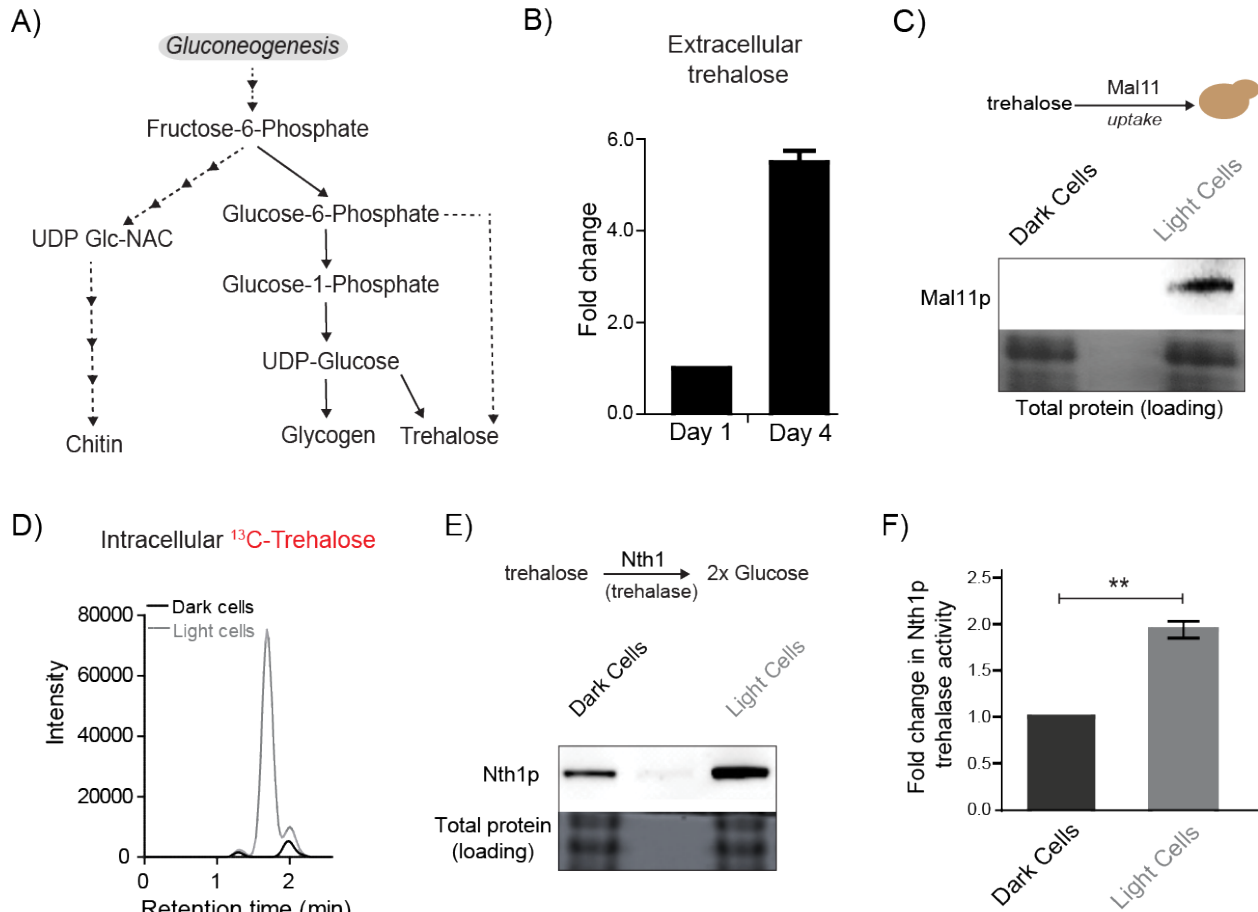 A)
Gluconeogenesis
Fructose-6-Phosphate
Glucose-6-Phosphate
UDP Glc-NAC
Glucose-1-Phosphate
UDP-Glucose
Chitin
Glycogen
Trehalose
B)
Extracellular
trehalose
Fold change
6.0
4.0
2.0
0.0
Day 1
Day 4
C)
trehalose
Mal11
uptake
Dark Cells
Light Cells
Mal11p
Total protein (loading)
D)
Intracellular ¹³C-Trehalose
Dark cells
Light cells
Intensity
80000
60000
40000
20000
0
0
1
2
Retention time (min)
E)
trehalose
Nth1
(trehalase)
2x Glucose
Dark Cells
Light Cells
Nth1p
Total protein
(loading)
F)
Fold change in Nth1p
trehalase activity
2.5
2.0
1.5
1.0
0.5
0.0
**
Dark Cells
Light Cells